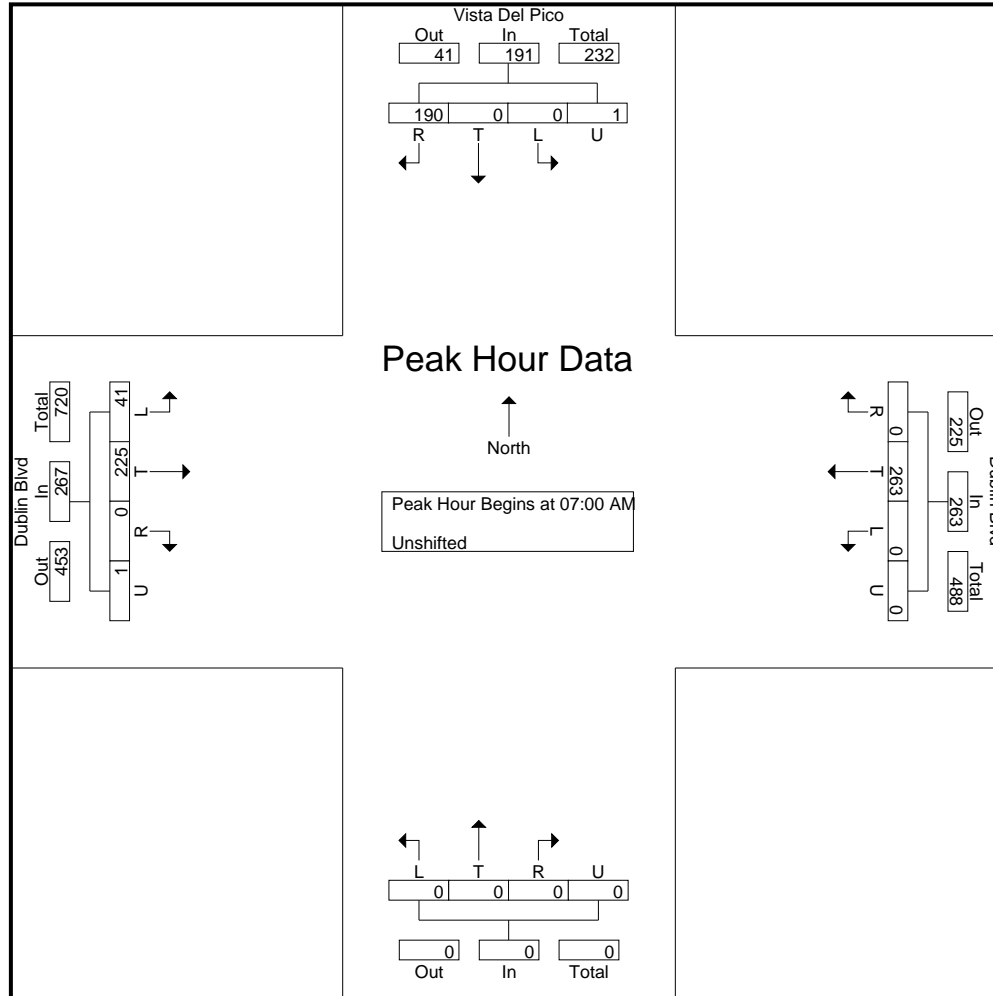 Vista Del Pico
Out In Total
41 191 232
190 0 0 1
R T L U
Peak Hour Data
North
Peak Hour Begins at 07:00 AM
Unshifted
Dublin Blvd
Total In Out
720 267 453
41 225 0 1
L T R U
Out In Total
225 263 488
0 263 0 0
R T L U
L T R U
0 0 0 0
0 0 0
Out In Total